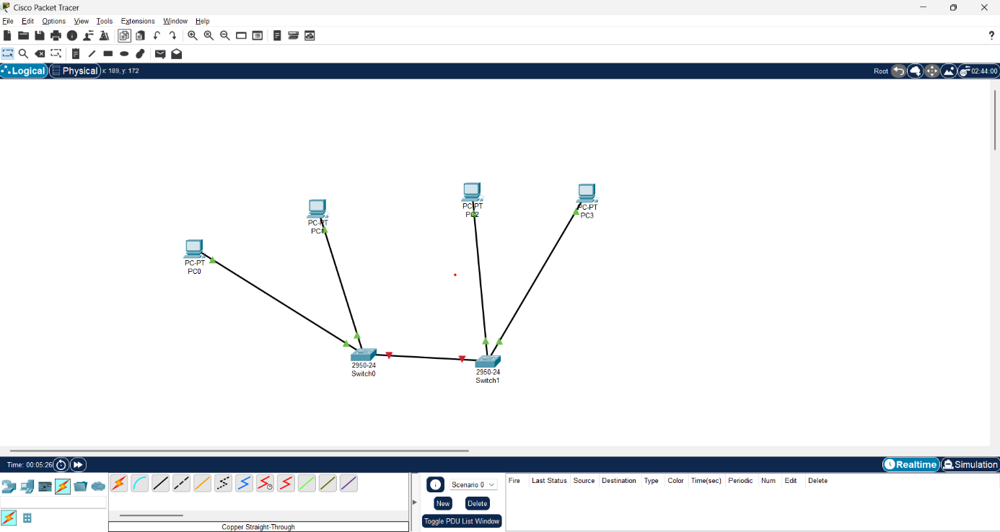 Cisco Packet Tracer
File Edit Options View Tools Extensions Window Help
?
Logical Physical x: 189, y: 172 Root 02:44:00
PC-PT
PC2
PC-PT
PC3
PC-PT
PC-PT
PC0
2950-24
Switch0
2950-24
Switch1
Time: 00:05:26 Realtime Simulation
Scenario 0
New Delete
Toggle PDU List Window
Fire Last Status Source Destination Type Color Time(sec) Periodic Num Edit Delete
Copper Straight-Through